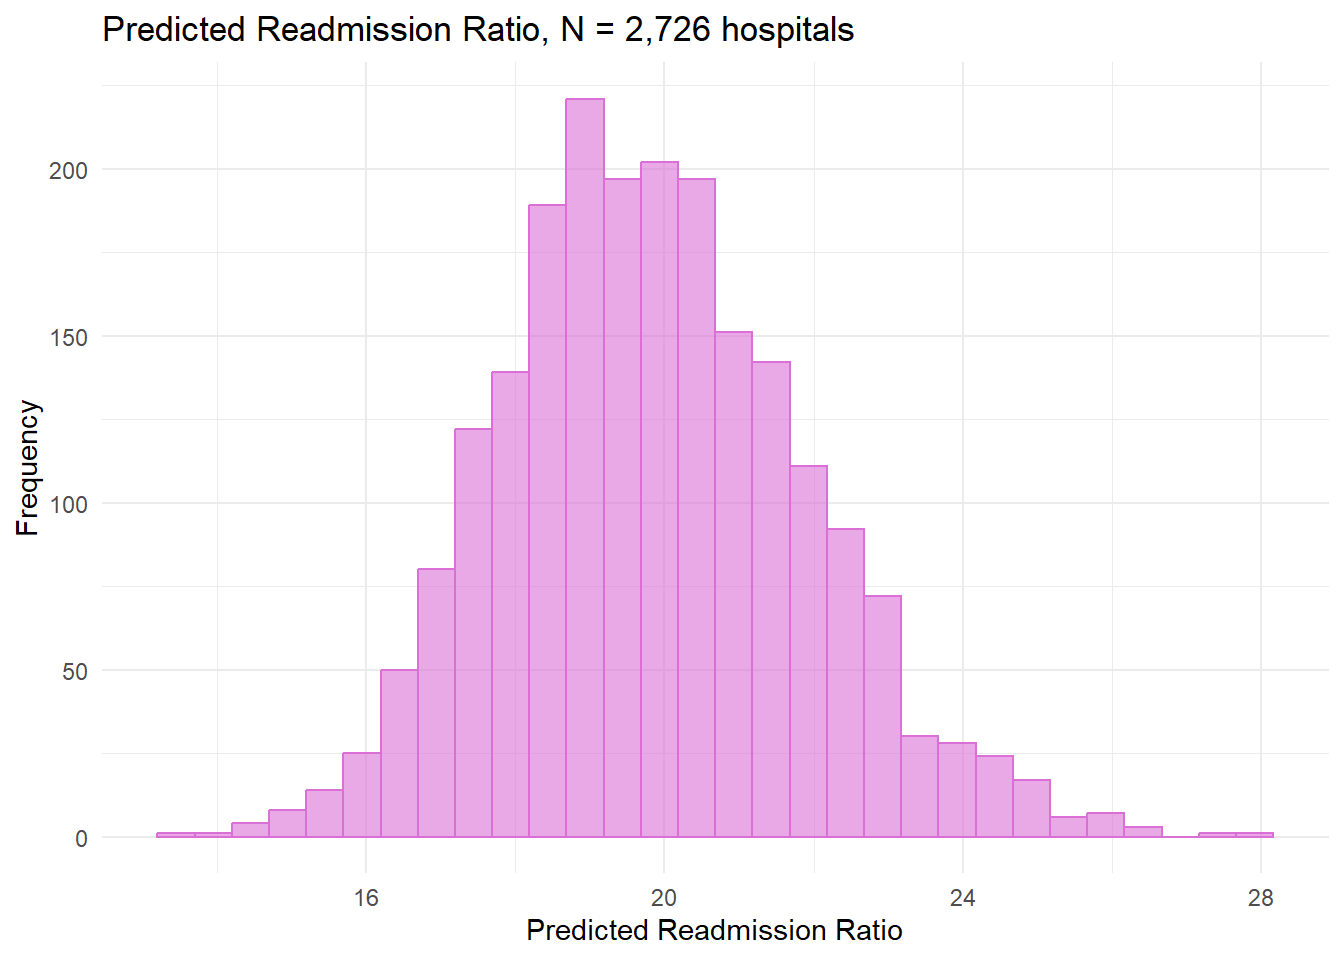 Predicted Readmission Ratio, N = 2,726 hospitals
Frequency
200
150
100
50
0
16 20 24 28
Predicted Readmission Ratio